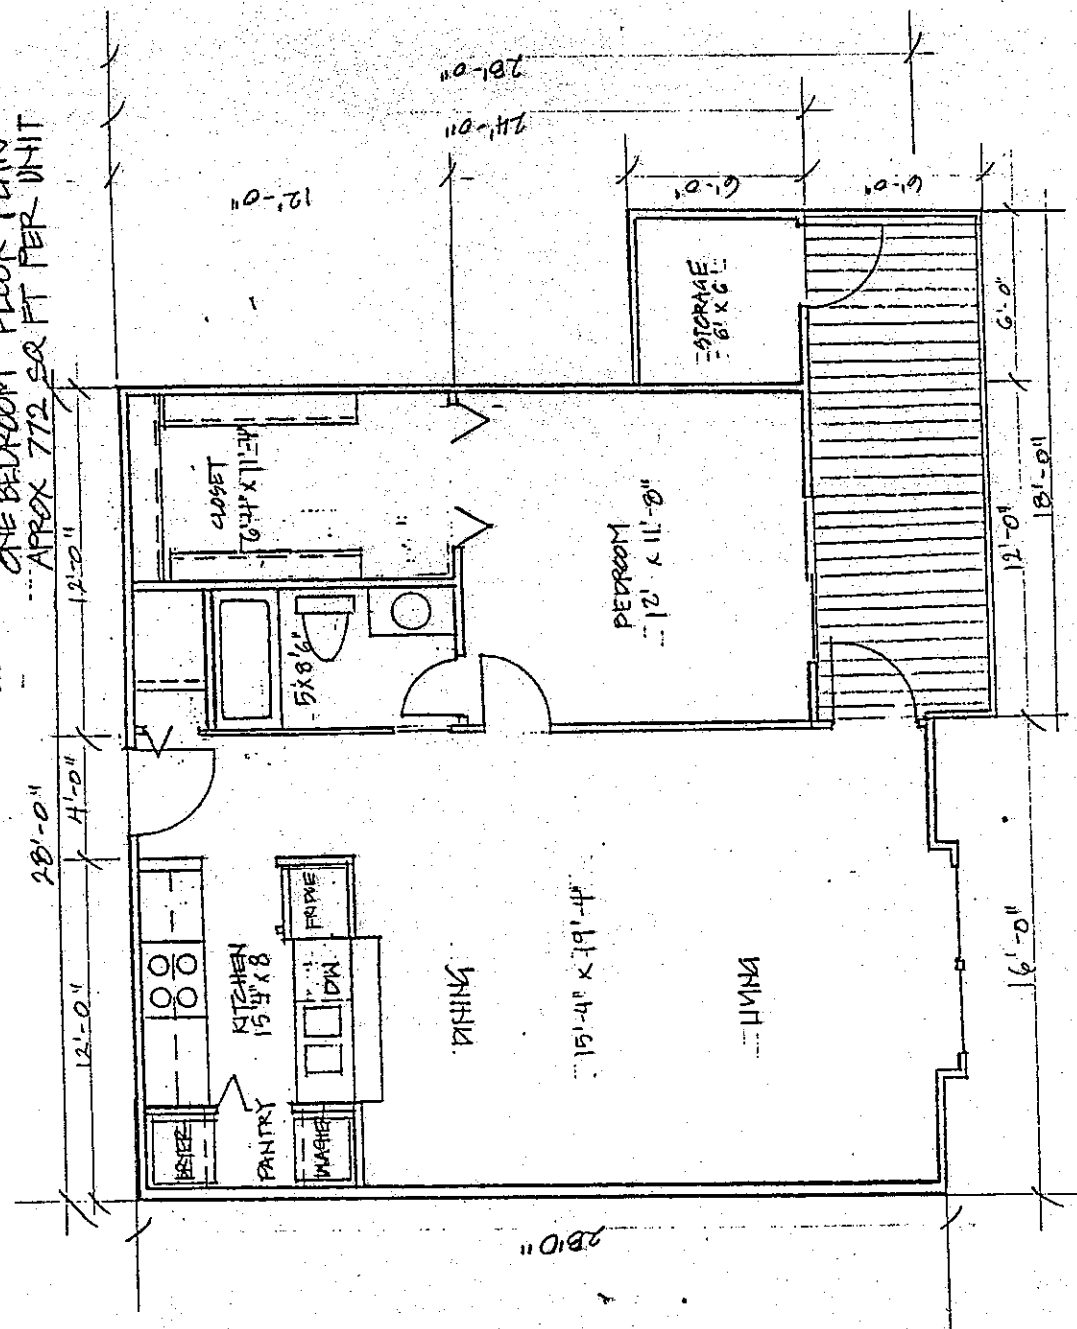 ONE BEDROOM FLOOR PLAN
APROX 772 SQ FT PER UNIT
28'-0"
12'-0"
4'-0"
12'-0"
28'-0"
24'-0"
12'-0"
6'-0"
6'-0"
CLOSET
6'-4" X 11'-4"
STORAGE
6' X 6'
BEDROOM
12' X 11'-8"
5'X8'6"
KITCHEN
15'4" X 8
FRIDGE
DW
DRYER
PANTRY
WASHER
DINING
15'-4" X 19'-4"
LIVING
28'0"
6'-0"
12'-0"
18'-0"
16'-0"